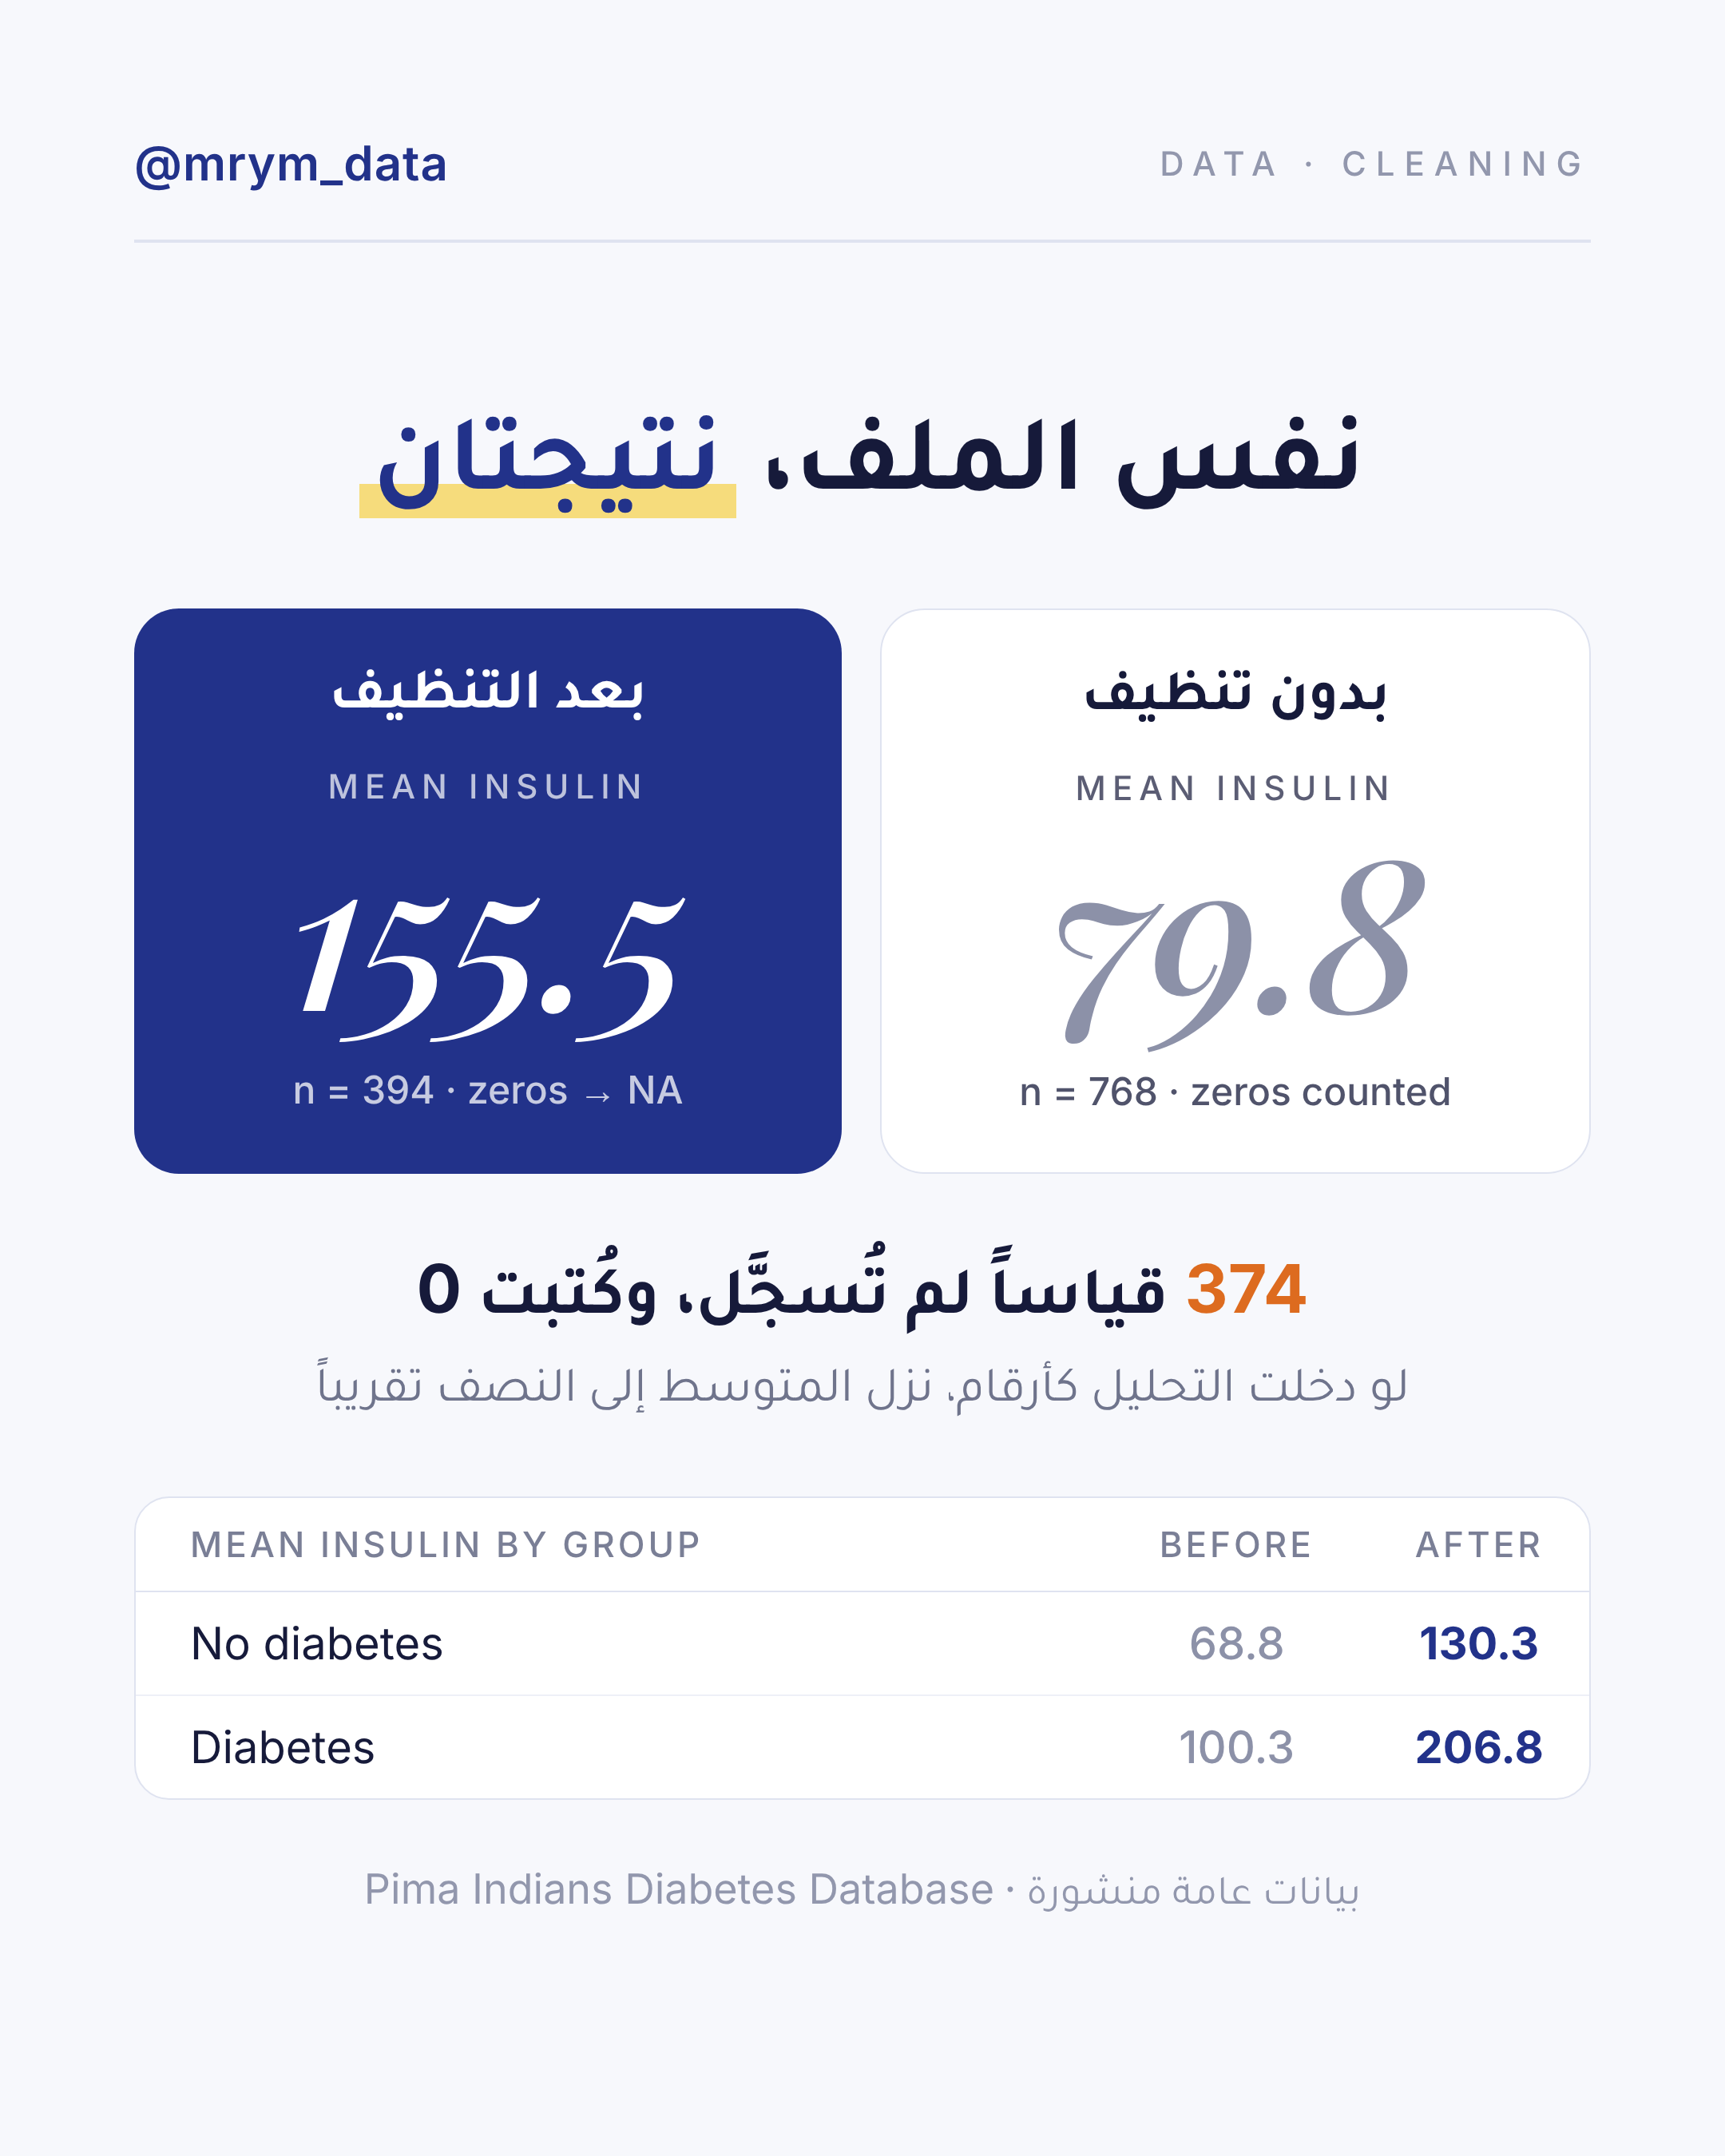 @mrym_data
DATA · CLEANING
نفس الملف، نتيجتان
بدون تنظيف
MEAN INSULIN
79.8
n = 768 · zeros counted
بعد التنظيف
MEAN INSULIN
155.5
n = 394 · zeros → NA
374 قياساً لم تُسجَّل، وكُتبت 0
لو دخلت التحليل كأرقام، نزل المتوسط إلى النصف تقريباً
MEAN INSULIN BY GROUP BEFORE AFTER
No diabetes 68.8 130.3
Diabetes 100.3 206.8
بيانات عامة منشورة · Pima Indians Diabetes Database